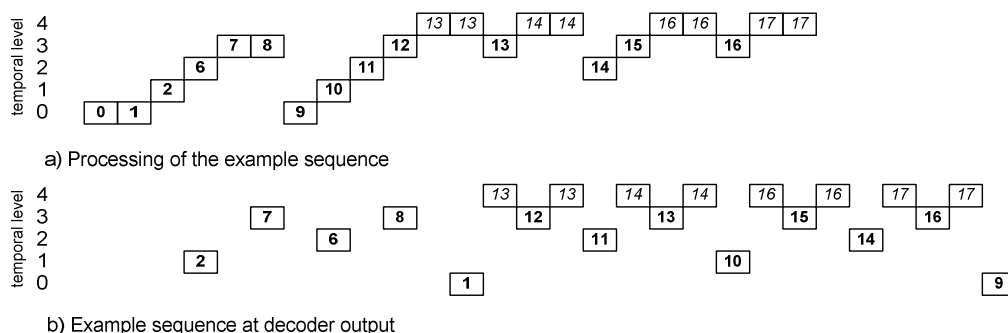 temporal level
4 13 13 14 14 16 16 17 17
3 7 8 12 13 15 16
2 6 11 14
1 2 10
0 0 1 9
a) Processing of the example sequence
temporal level
4 13 13 14 14 16 16 17 17
3 7 8 12 13 15 16
2 6 11 14
1 2 10
0 1 9
b) Example sequence at decoder output